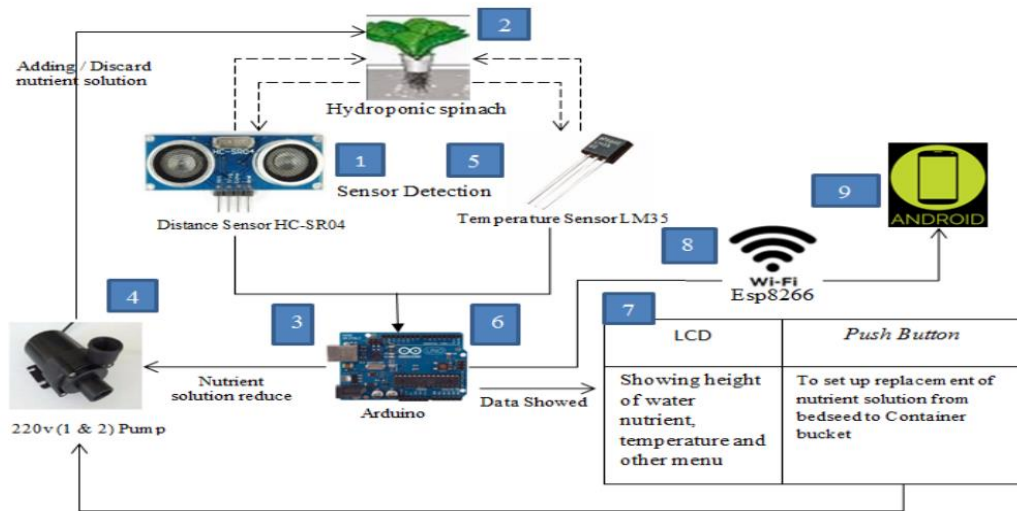 2
Adding / Discard
nutrient solution
Hydroponic spinach
HC-SR04
1
5
Sensor Detection
Distance Sensor HC-SR04
Temperature Sensor LM35
9
ANDROID
8
Wi-Fi
Esp8266
4
3
6
7
LCD
Push Button
Nutrient
solution reduce
Arduino
Data Showed
Showing height
of water
nutrient,
temperature and
other menu
To set up replacement of
nutrient solution from
bedseed to Container
bucket
220v (1 & 2) Pump